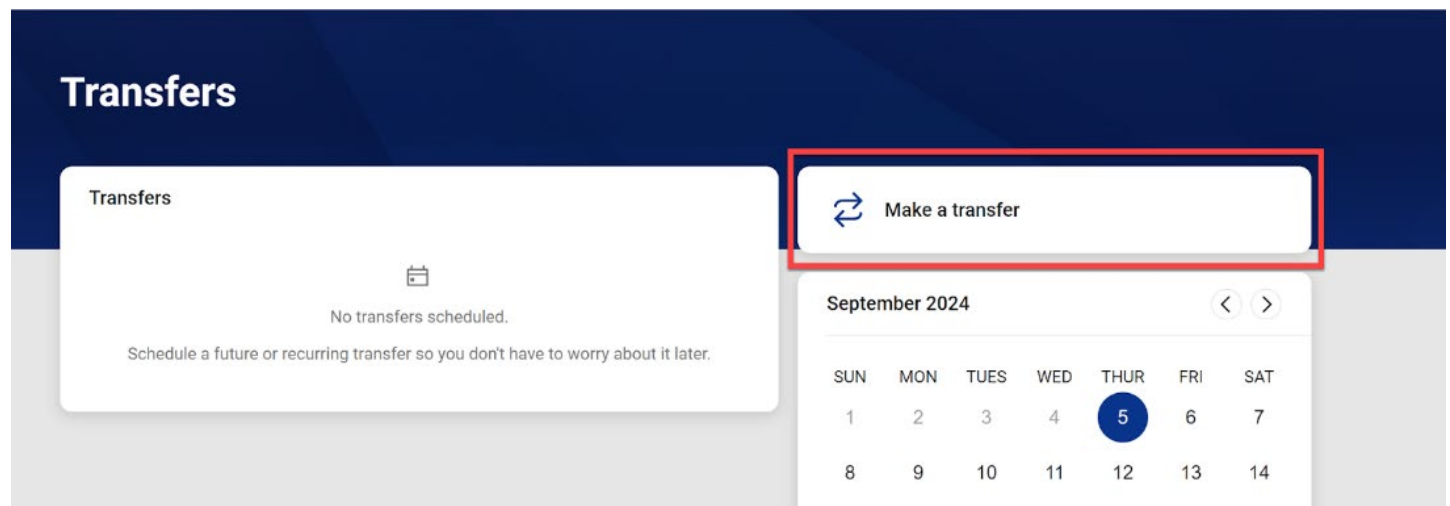 Transfers
Transfers
No transfers scheduled.
Schedule a future or recurring transfer so you don't have to worry about it later.
Make a transfer
September 2024
SUN MON TUES WED THUR FRI SAT
1 2 3 4 5 6 7
8 9 10 11 12 13 14